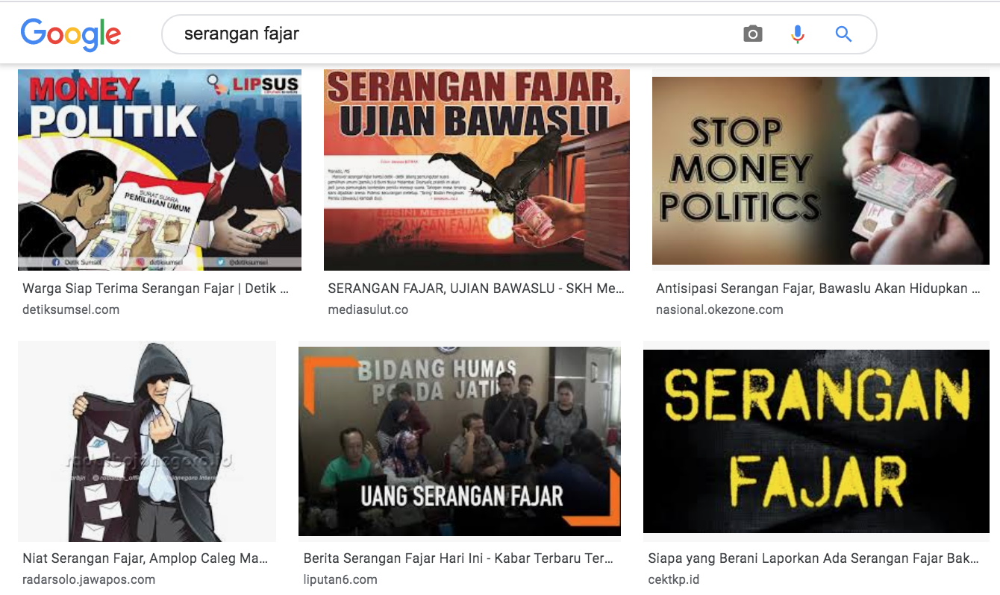 Google
serangan fajar
MONEY
POLITIK
LIPSUS
SURAT SUARA
PEMILIHAN UMUM
Detik Sumsel
detiksumsel
@detiksumsel
Warga Siap Terima Serangan Fajar | Detik ...
detiksumsel.com
SERANGAN FAJAR,
UJIAN BAWASLU
Manado, MS
DISINI MENERIMA
SERANGAN FAJAR
SERANGAN FAJAR, UJIAN BAWASLU - SKH Me...
mediasulut.co
STOP
MONEY
POLITICS
Antisipasi Serangan Fajar, Bawaslu Akan Hidupkan ...
nasional.okezone.com
radarbojonegoro.id
Niat Serangan Fajar, Amplop Caleg Ma...
radarsolo.jawapos.com
BIDANG HUMAS
POLDA JATIM
UANG SERANGAN FAJAR
Berita Serangan Fajar Hari Ini - Kabar Terbaru Ter...
liputan6.com
SERANGAN
FAJAR
Siapa yang Berani Laporkan Ada Serangan Fajar Bak...
cektkp.id